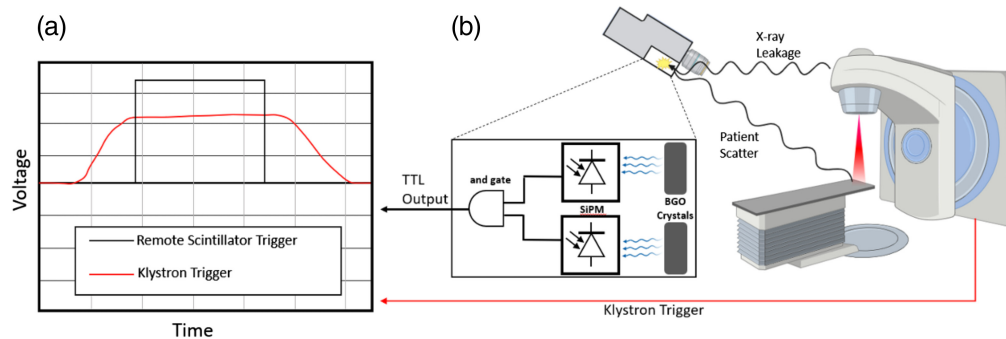 (a)
Voltage
Remote Scintillator Trigger
Klystron Trigger
Time
(b)
X-ray
Leakage
Patient
Scatter
TTL
Output
and gate
SiPM
BGO
Crystals
Klystron Trigger